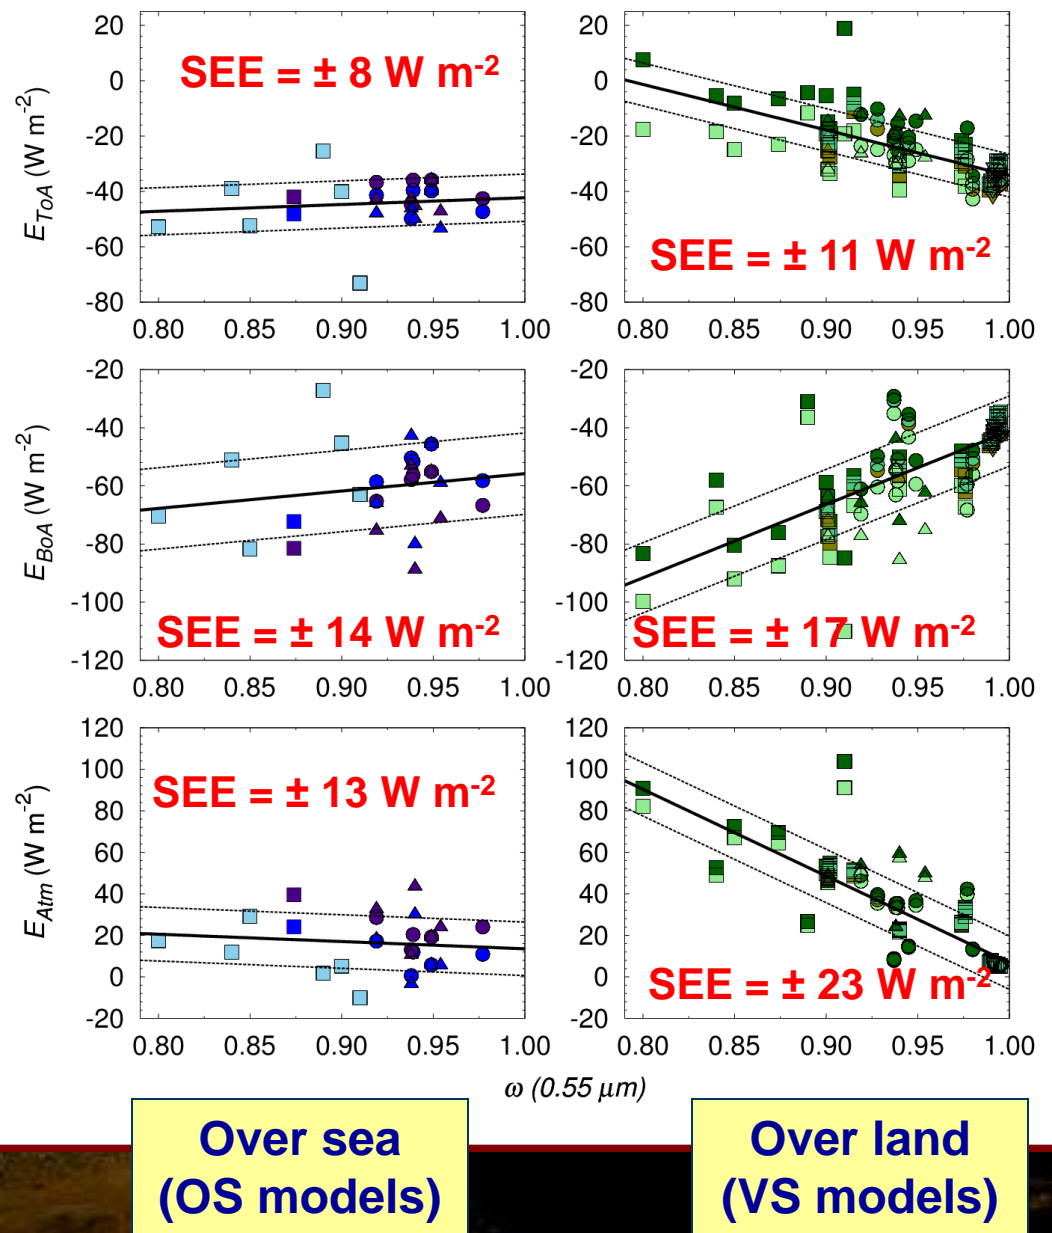 20
0
-20
-40
-60
-80
E_ToA (W m⁻²)
SEE = ± 8 W m⁻²
0.80 0.85 0.90 0.95 1.00
20
0
-20
-40
-60
-80
SEE = ± 11 W m⁻²
0.80 0.85 0.90 0.95 1.00
-20
-40
-60
-80
-100
-120
E_BoA (W m⁻²)
SEE = ± 14 W m⁻²
0.80 0.85 0.90 0.95 1.00
-20
-40
-60
-80
-100
-120
SEE = ± 17 W m⁻²
0.80 0.85 0.90 0.95 1.00
120
100
80
60
40
20
0
-20
E_Atm (W m⁻²)
SEE = ± 13 W m⁻²
0.80 0.85 0.90 0.95 1.00
120
100
80
60
40
20
0
-20
SEE = ± 23 W m⁻²
0.80 0.85 0.90 0.95 1.00
ω (0.55 μm)
Over sea
(OS models)
Over land
(VS models)